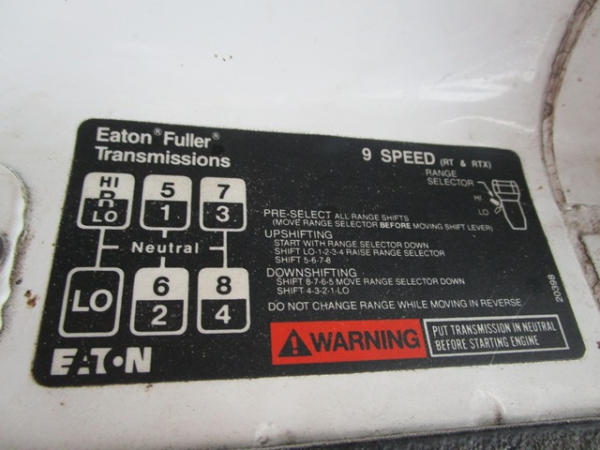 Eaton® Fuller®
Transmissions
9 SPEED (RT & RTX)
RANGE
SELECTOR
HI
LO
HI
R
LO
5
1
7
3
Neutral
LO
6
2
8
4
PRE-SELECT ALL RANGE SHIFTS
(MOVE RANGE SELECTOR BEFORE MOVING SHIFT LEVER)
UPSHIFTING
START WITH RANGE SELECTOR DOWN
SHIFT LO-1-2-3-4 RAISE RANGE SELECTOR
SHIFT 5-6-7-8
DOWNSHIFTING
SHIFT 8-7-6-5 MOVE RANGE SELECTOR DOWN
SHIFT 4-3-2-1-LO
DO NOT CHANGE RANGE WHILE MOVING IN REVERSE
20398
EATON
WARNING
PUT TRANSMISSION IN NEUTRAL
BEFORE STARTING ENGINE